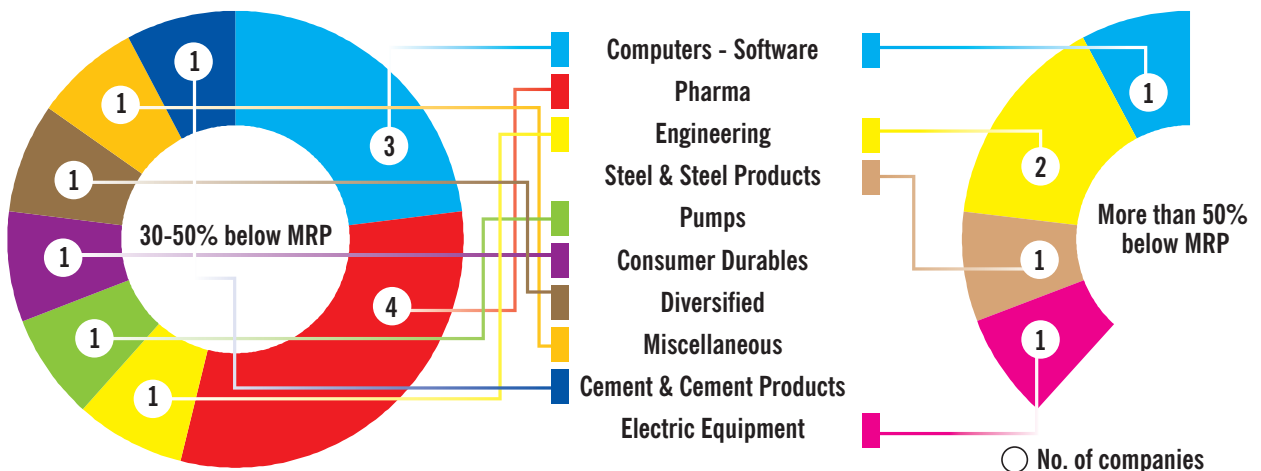 1
1
1
1
1
1
3
4
30-50% below MRP
Computers - Software
Pharma
Engineering
Steel & Steel Products
Pumps
Consumer Durables
Diversified
Miscellaneous
Cement & Cement Products
Electric Equipment
1
2
1
1
More than 50%
below MRP
No. of companies